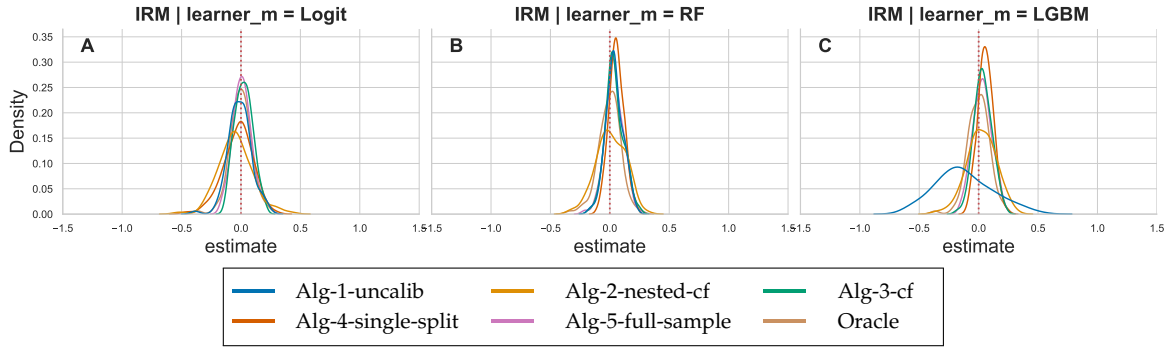 IRM | learner_m = Logit IRM | learner_m = RF IRM | learner_m = LGBM
A B C
Density
0.35
0.30
0.25
0.20
0.15
0.10
0.05
0.00
−1.5 −1.0 −0.5 0.0 0.5 1.0 1.5
−1.5 −1.0 −0.5 0.0 0.5 1.0 1.5
−1.5 −1.0 −0.5 0.0 0.5 1.0 1.5
estimate estimate estimate
Alg-1-uncalib Alg-2-nested-cf Alg-3-cf
Alg-4-single-split Alg-5-full-sample Oracle